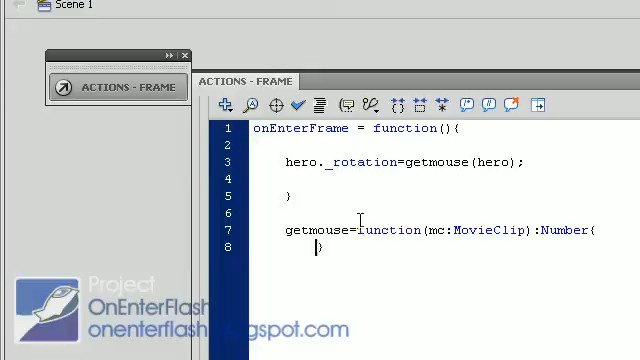 Scene 1
ACTIONS - FRAME
ACTIONS - FRAME
1 onEnterFrame = function(){
2
3 hero._rotation=getmouse(hero);
4
5 }
6
7 getmouse=function(mc:MovieClip):Number{
8 }
Project
OnEnterFlash
onenterflash.blogspot.com